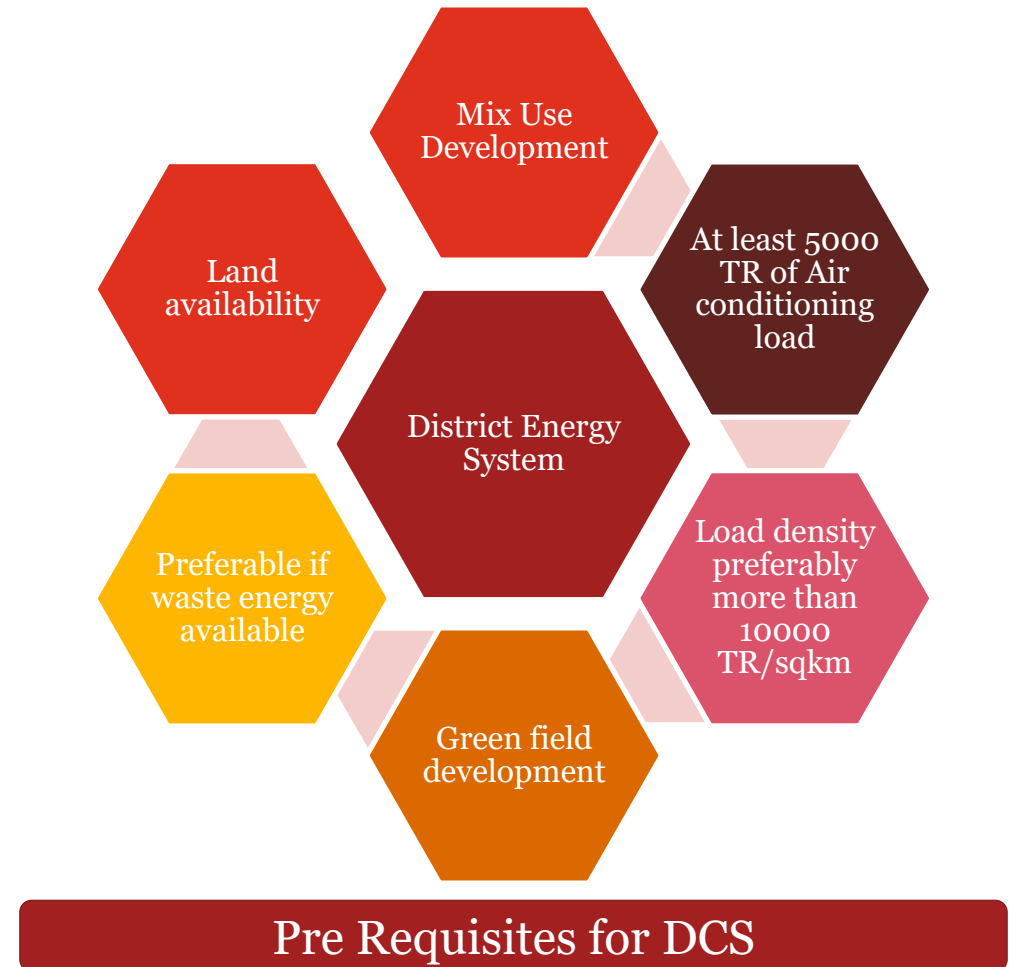 Mix Use
Development
At least 5000
TR of Air
conditioning
load
Land
availability
District Energy
System
Load density
preferably
more than
10000
TR/sqkm
Preferable if
waste energy
available
Green field
development
Pre Requisites for DCS